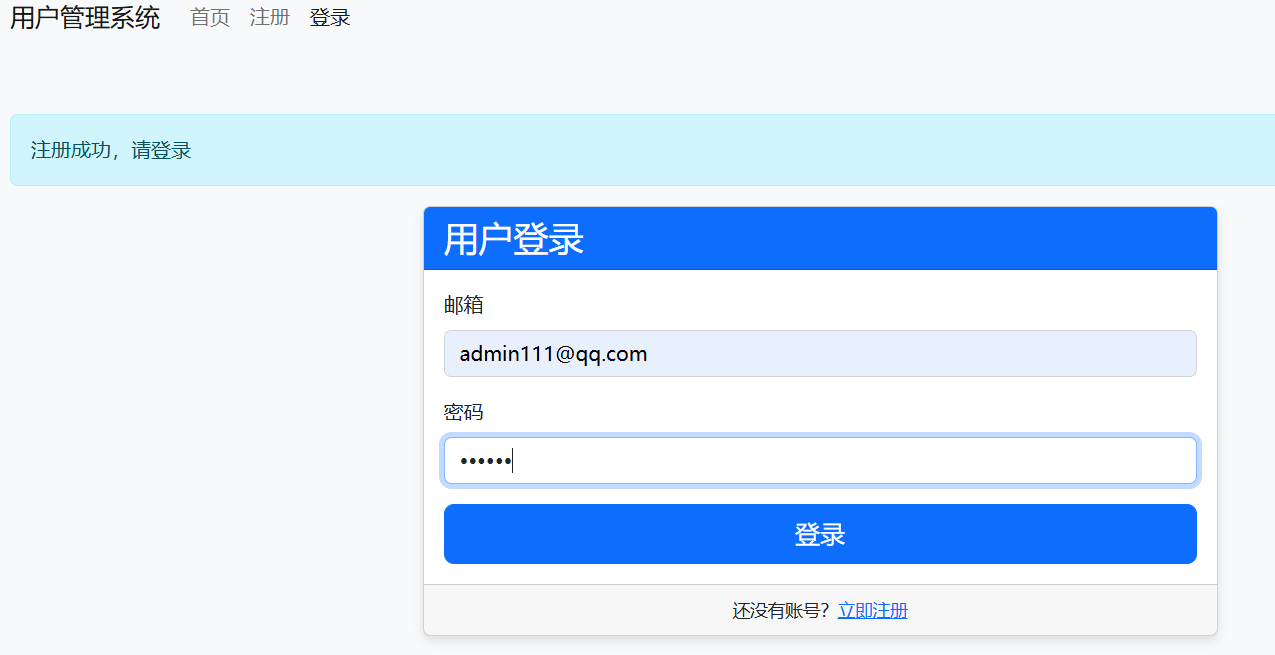 用户管理系统 首页 注册 登录
注册成功，请登录
用户登录
邮箱
admin111@qq.com
密码
••••••
登录
还没有账号？立即注册